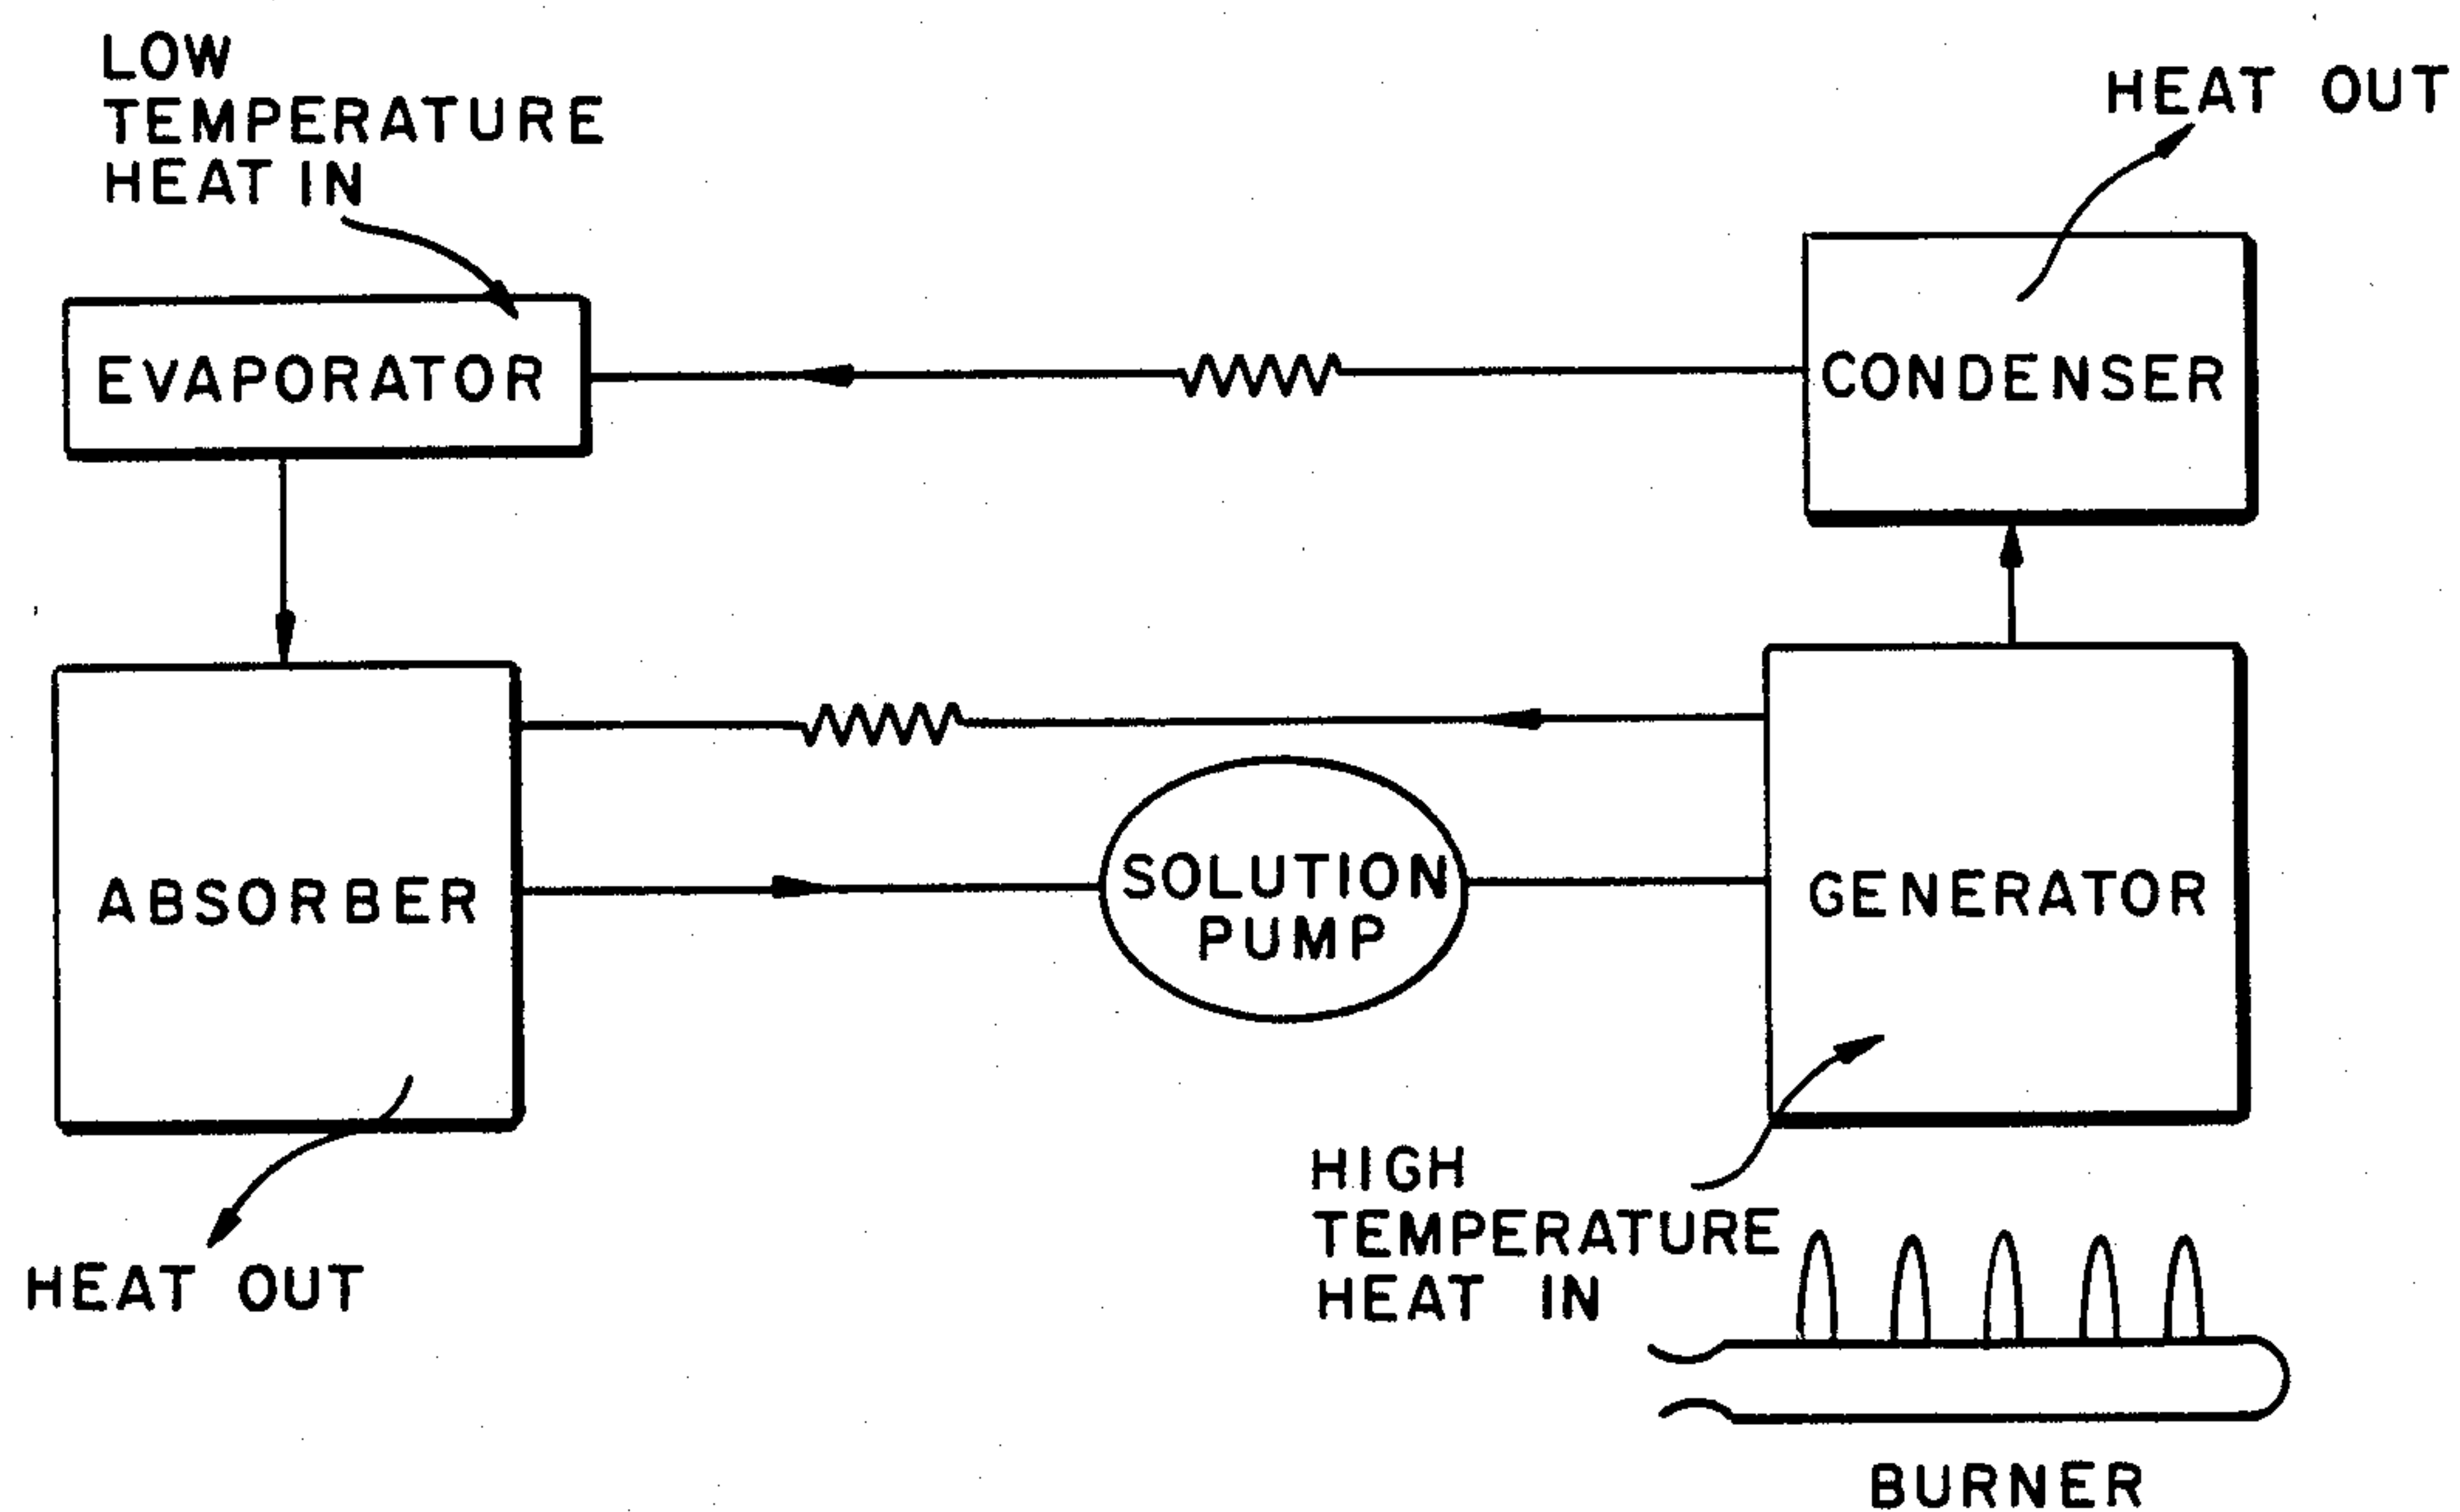 LOW
TEMPERATURE
HEAT IN
HEAT OUT
EVAPORATOR
CONDENSER
ABSORBER
SOLUTION
PUMP
GENERATOR
HIGH
TEMPERATURE
HEAT IN
HEAT OUT
BURNER